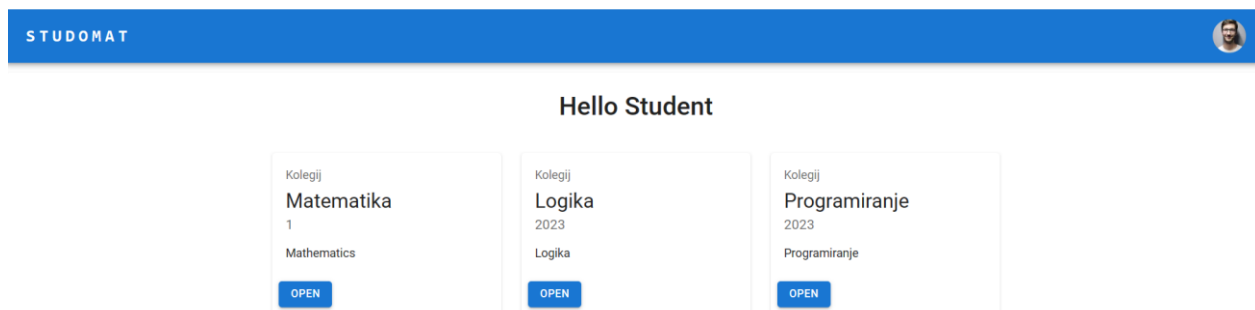 STUDOMAT
Hello Student
Kolegij
Matematika
1
Mathematics
OPEN
Kolegij
Logika
2023
Logika
OPEN
Kolegij
Programiranje
2023
Programiranje
OPEN